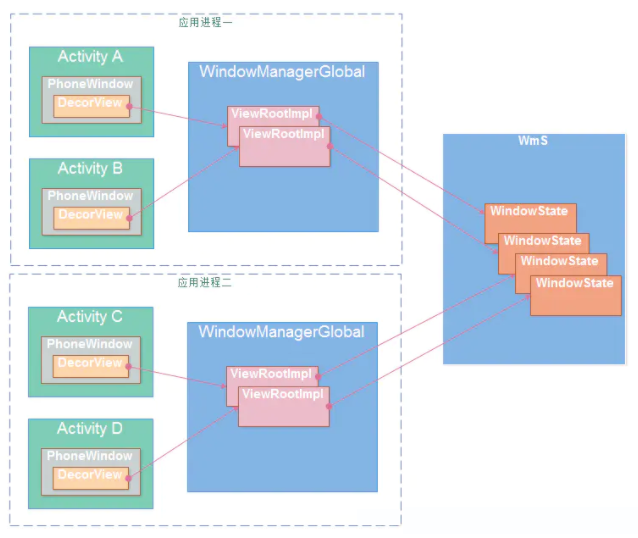 应用进程一
Activity A
PhoneWindow
DecorView
Activity B
PhoneWindow
DecorView
WindowManagerGlobal
ViewRootImpl
ViewRootImpl
应用进程二
Activity C
PhoneWindow
DecorView
Activity D
PhoneWindow
DecorView
WindowManagerGlobal
ViewRootImpl
ViewRootImpl
WmS
WindowState
WindowState
WindowState
WindowState